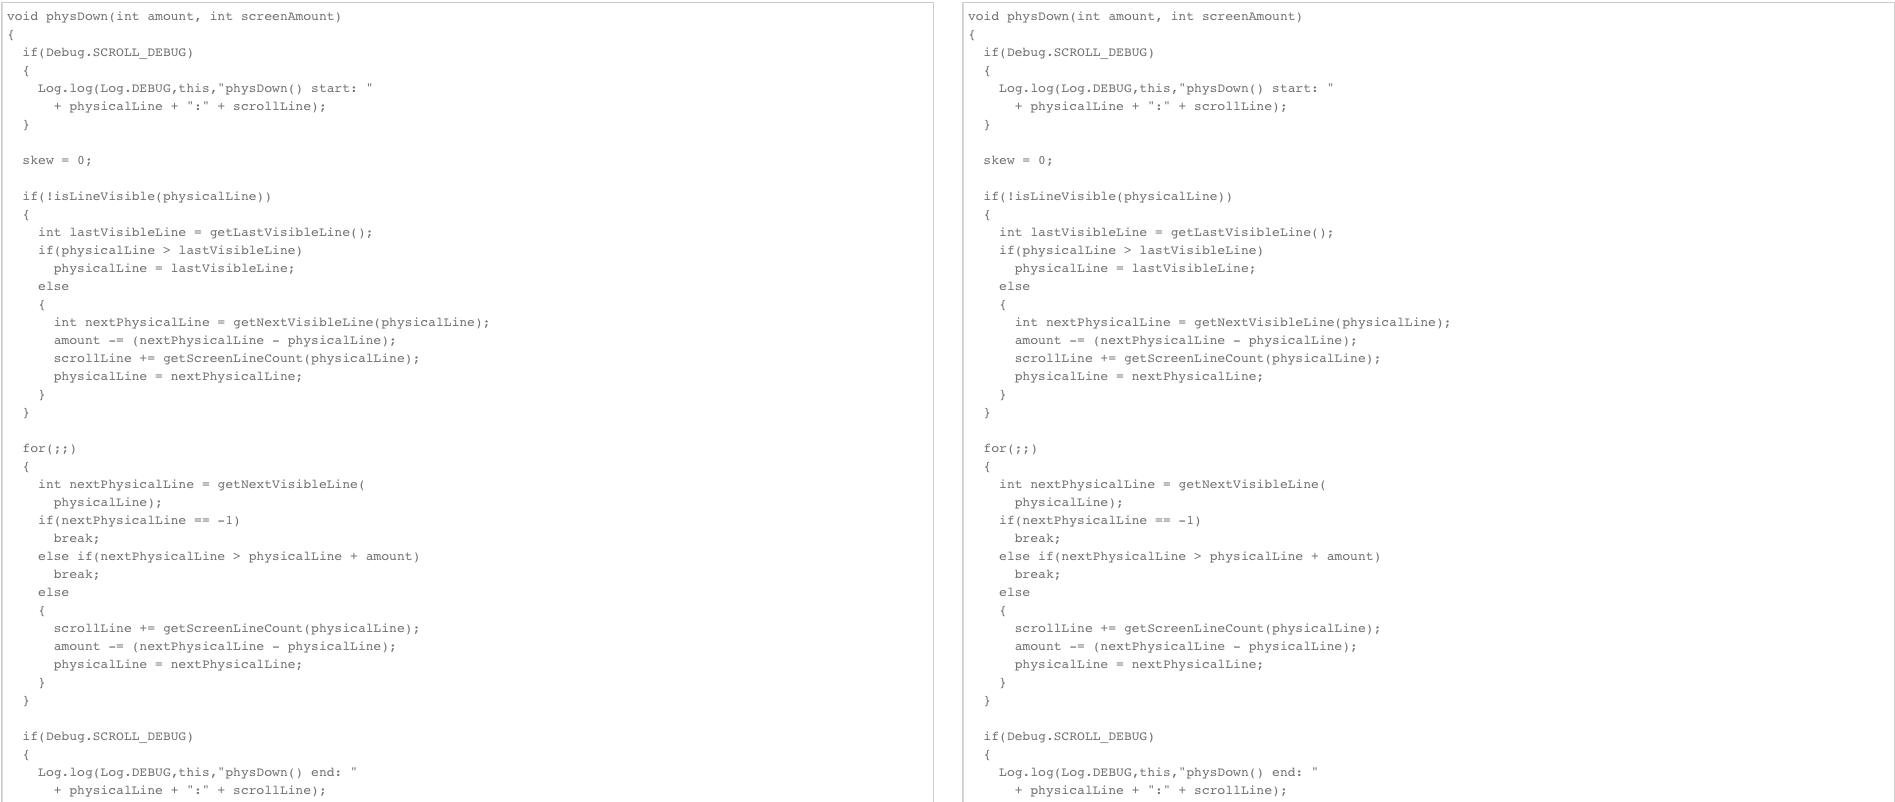 void physDown(int amount, int screenAmount)
{
  if(Debug.SCROLL_DEBUG)
  {
    Log.log(Log.DEBUG,this,"physDown() start: "
      + physicalLine + ":" + scrollLine);
  }

  skew = 0;

  if(!isLineVisible(physicalLine))
  {
    int lastVisibleLine = getLastVisibleLine();
    if(physicalLine > lastVisibleLine)
      physicalLine = lastVisibleLine;
    else
    {
      int nextPhysicalLine = getNextVisibleLine(physicalLine);
      amount -= (nextPhysicalLine - physicalLine);
      scrollLine += getScreenLineCount(physicalLine);
      physicalLine = nextPhysicalLine;
    }
  }

  for(;;)
  {
    int nextPhysicalLine = getNextVisibleLine(
      physicalLine);
    if(nextPhysicalLine == -1)
      break;
    else if(nextPhysicalLine > physicalLine + amount)
      break;
    else
    {
      scrollLine += getScreenLineCount(physicalLine);
      amount -= (nextPhysicalLine - physicalLine);
      physicalLine = nextPhysicalLine;
    }
  }

  if(Debug.SCROLL_DEBUG)
  {
    Log.log(Log.DEBUG,this,"physDown() end: "
      + physicalLine + ":" + scrollLine);
void physDown(int amount, int screenAmount)
{
  if(Debug.SCROLL_DEBUG)
  {
    Log.log(Log.DEBUG,this,"physDown() start: "
      + physicalLine + ":" + scrollLine);
  }

  skew = 0;

  if(!isLineVisible(physicalLine))
  {
    int lastVisibleLine = getLastVisibleLine();
    if(physicalLine > lastVisibleLine)
      physicalLine = lastVisibleLine;
    else
    {
      int nextPhysicalLine = getNextVisibleLine(physicalLine);
      amount -= (nextPhysicalLine - physicalLine);
      scrollLine += getScreenLineCount(physicalLine);
      physicalLine = nextPhysicalLine;
    }
  }

  for(;;)
  {
    int nextPhysicalLine = getNextVisibleLine(
      physicalLine);
    if(nextPhysicalLine == -1)
      break;
    else if(nextPhysicalLine > physicalLine + amount)
      break;
    else
    {
      scrollLine += getScreenLineCount(physicalLine);
      amount -= (nextPhysicalLine - physicalLine);
      physicalLine = nextPhysicalLine;
    }
  }

  if(Debug.SCROLL_DEBUG)
  {
    Log.log(Log.DEBUG,this,"physDown() end: "
      + physicalLine + ":" + scrollLine);